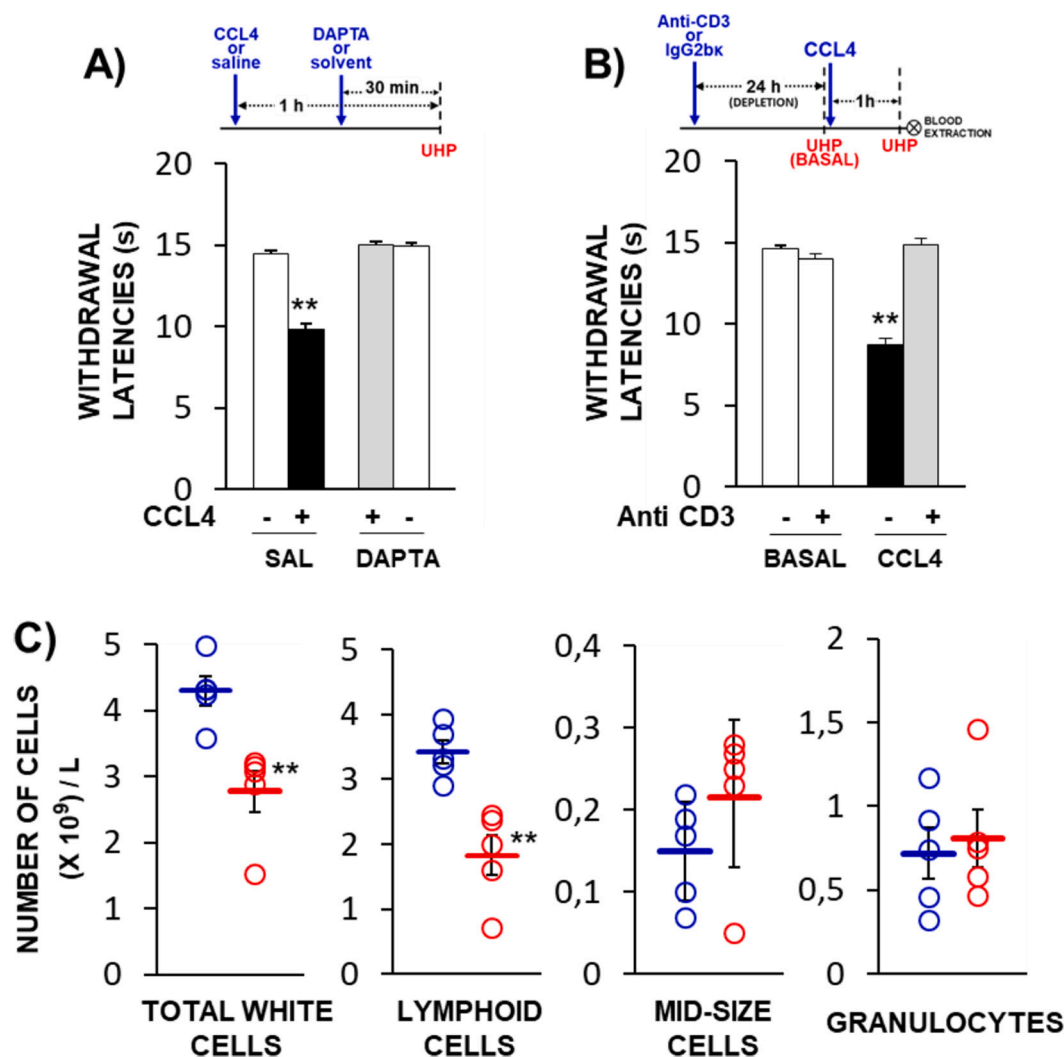 A)
CCL4
or
saline
DAPTA
or
solvent
30 min
1 h
UHP
20
15
10
5
0
WITHDRAWAL
LATENCIES (s)
**
CCL4 - + + -
SAL DAPTA
B)
Anti-CD3
or
IgG2bκ
CCL4
24 h
(DEPLETION)
1h
BLOOD
EXTRACTION
UHP
(BASAL)
UHP
20
15
10
5
0
WITHDRAWAL
LATENCIES (s)
**
Anti CD3 - + - +
BASAL CCL4
C)
NUMBER OF CELLS
(X 10⁹) / L
5
4
3
2
1
0
**
TOTAL WHITE
CELLS
5
4
3
2
1
0
**
LYMPHOID
CELLS
0,4
0,3
0,2
0,1
0
MID-SIZE
CELLS
2
1,5
1
0,5
0
GRANULOCYTES